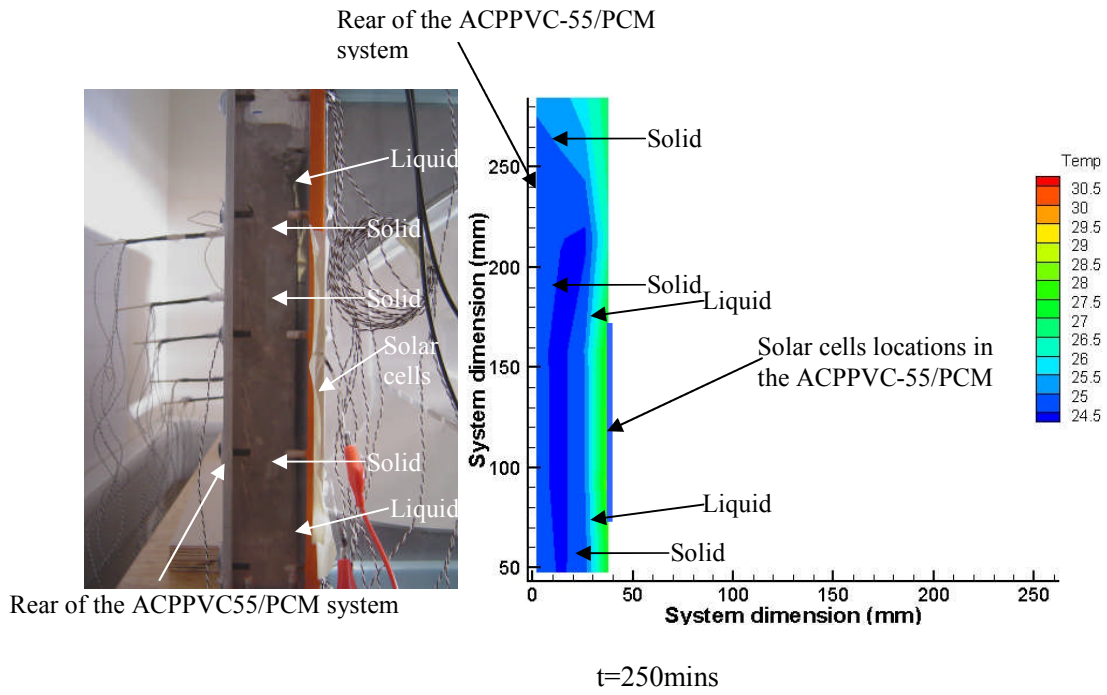 Rear of the ACPPVC-55/PCM
system
Liquid
Solid
Solid
Solar
cells
Solid
Liquid
Rear of the ACPPVC55/PCM system
Solid
Solid
Liquid
Solar cells locations in
the ACPPVC-55/PCM
Liquid
Solid
System dimension (mm)
250
200
150
100
50
0
50
100
150
200
250
System dimension (mm)
Temp
30.5
30
29.5
29
28.5
28
27.5
27
26.5
26
25.5
25
24.5
t=250mins